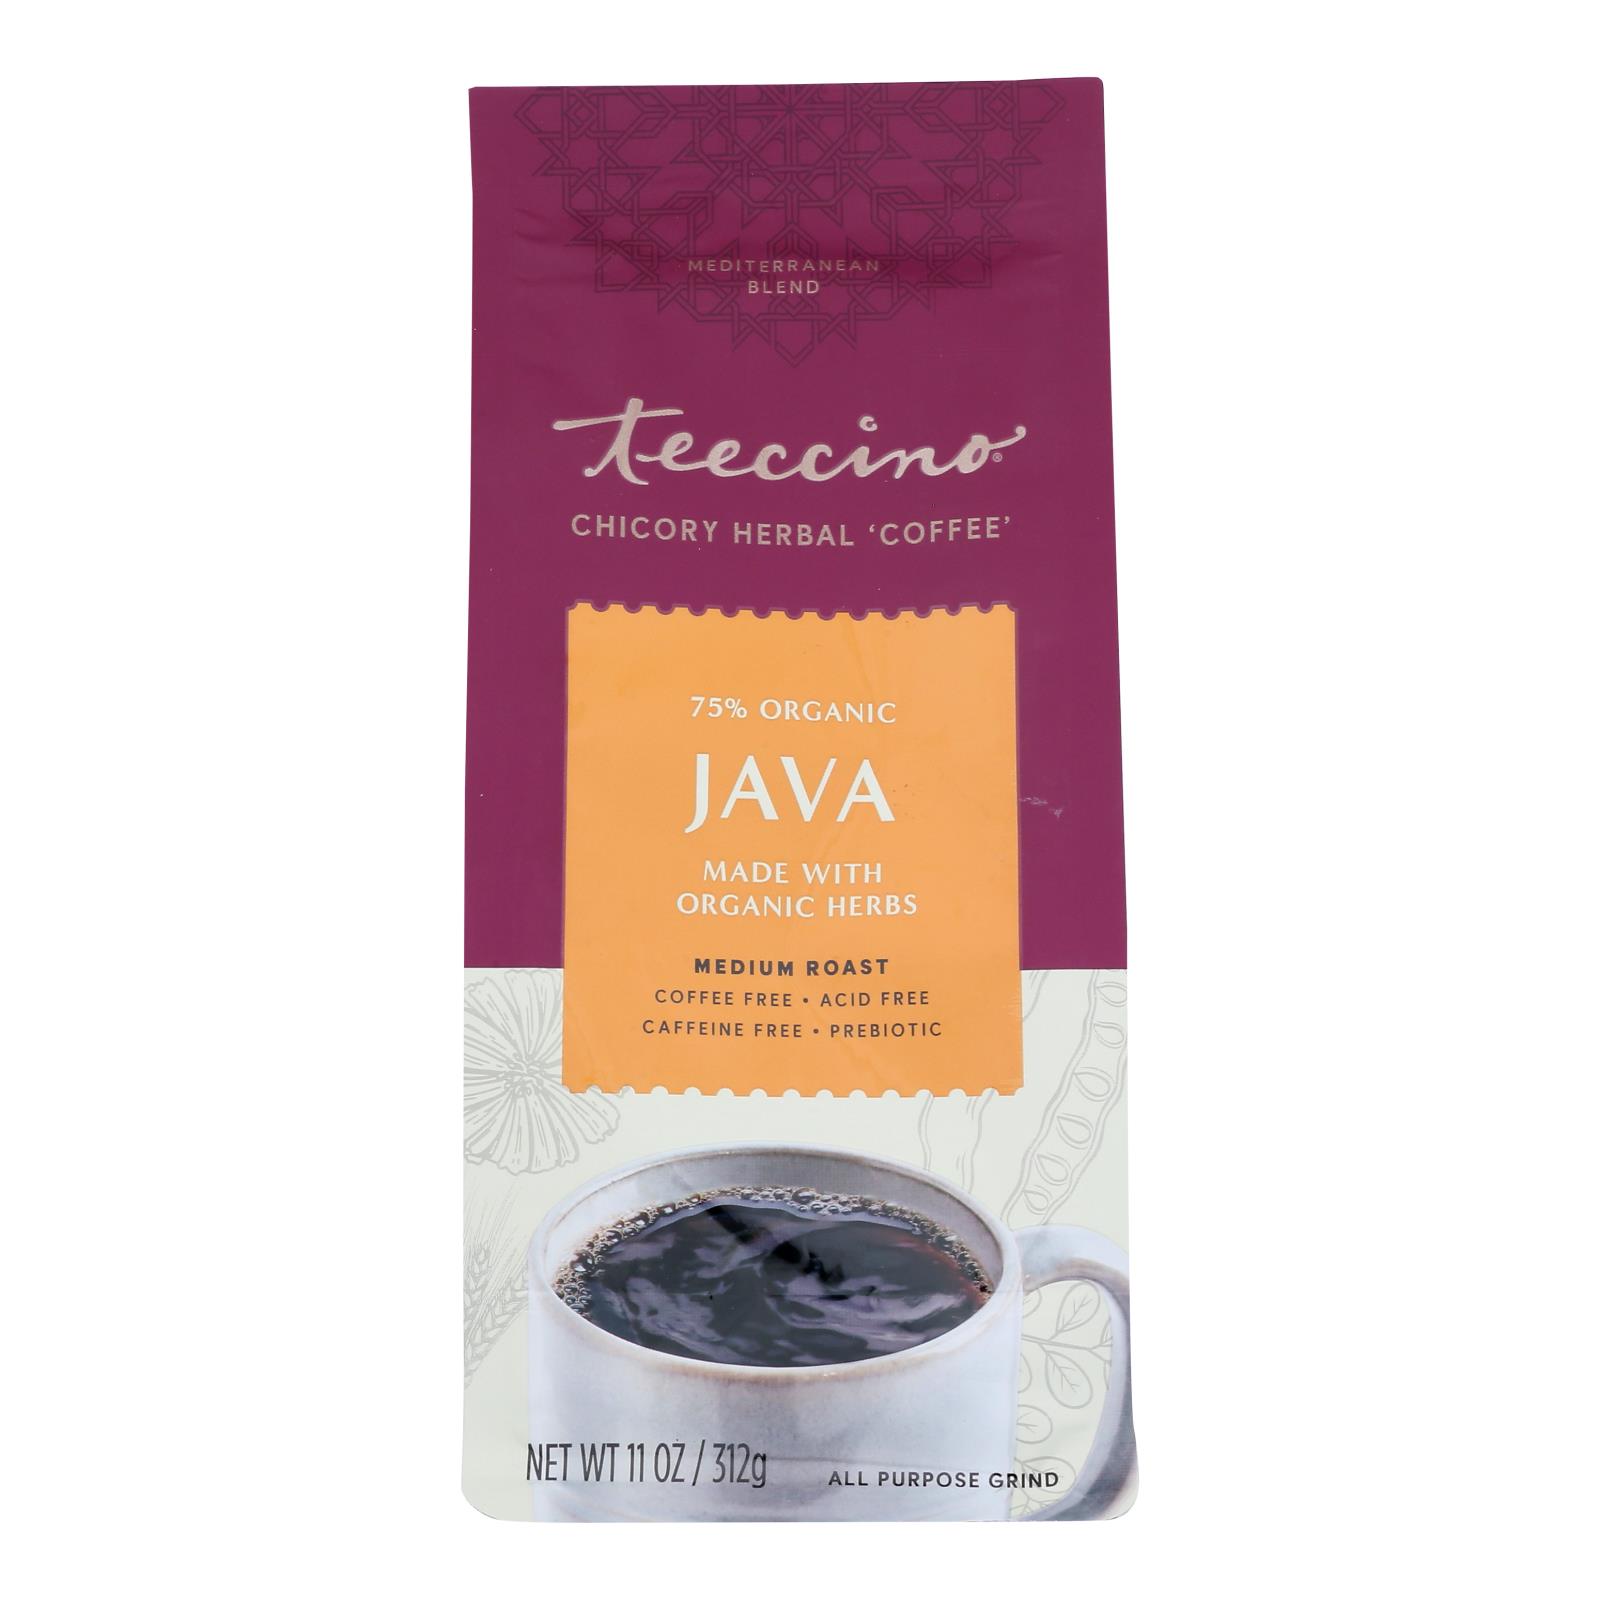 MEDITERRANEAN
BLEND
teeccino®
CHICORY HERBAL ‘COFFEE’
75% ORGANIC
JAVA
MADE WITH
ORGANIC HERBS
MEDIUM ROAST
COFFEE FREE • ACID FREE
CAFFEINE FREE • PREBIOTIC
NET WT 11 OZ / 312g
ALL PURPOSE GRIND